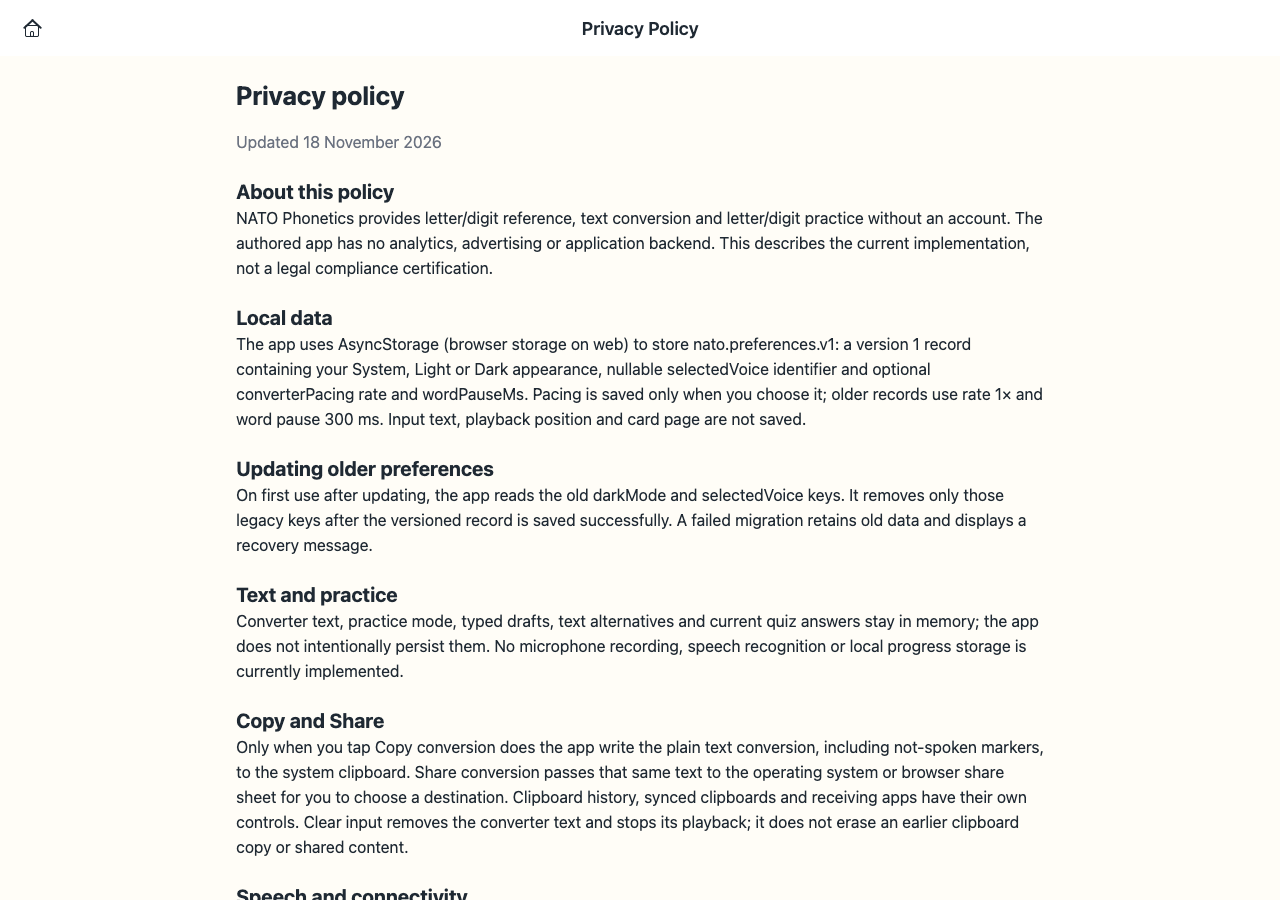 Privacy Policy
Privacy policy
Updated 18 November 2026
About this policy
NATO Phonetics provides letter/digit reference, text conversion and letter/digit practice without an account. The
authored app has no analytics, advertising or application backend. This describes the current implementation,
not a legal compliance certification.
Local data
The app uses AsyncStorage (browser storage on web) to store nato.preferences.v1: a version 1 record
containing your System, Light or Dark appearance, nullable selectedVoice identifier and optional
converterPacing rate and wordPauseMs. Pacing is saved only when you choose it; older records use rate 1× and
word pause 300 ms. Input text, playback position and card page are not saved.
Updating older preferences
On first use after updating, the app reads the old darkMode and selectedVoice keys. It removes only those
legacy keys after the versioned record is saved successfully. A failed migration retains old data and displays a
recovery message.
Text and practice
Converter text, practice mode, typed drafts, text alternatives and current quiz answers stay in memory; the app
does not intentionally persist them. No microphone recording, speech recognition or local progress storage is
currently implemented.
Copy and Share
Only when you tap Copy conversion does the app write the plain text conversion, including not-spoken markers,
to the system clipboard. Share conversion passes that same text to the operating system or browser share
sheet for you to choose a destination. Clipboard history, synced clipboards and receiving apps have their own
controls. Clear input removes the converter text and stops its playback; it does not erase an earlier clipboard
copy or shared content.
Speech and connectivity